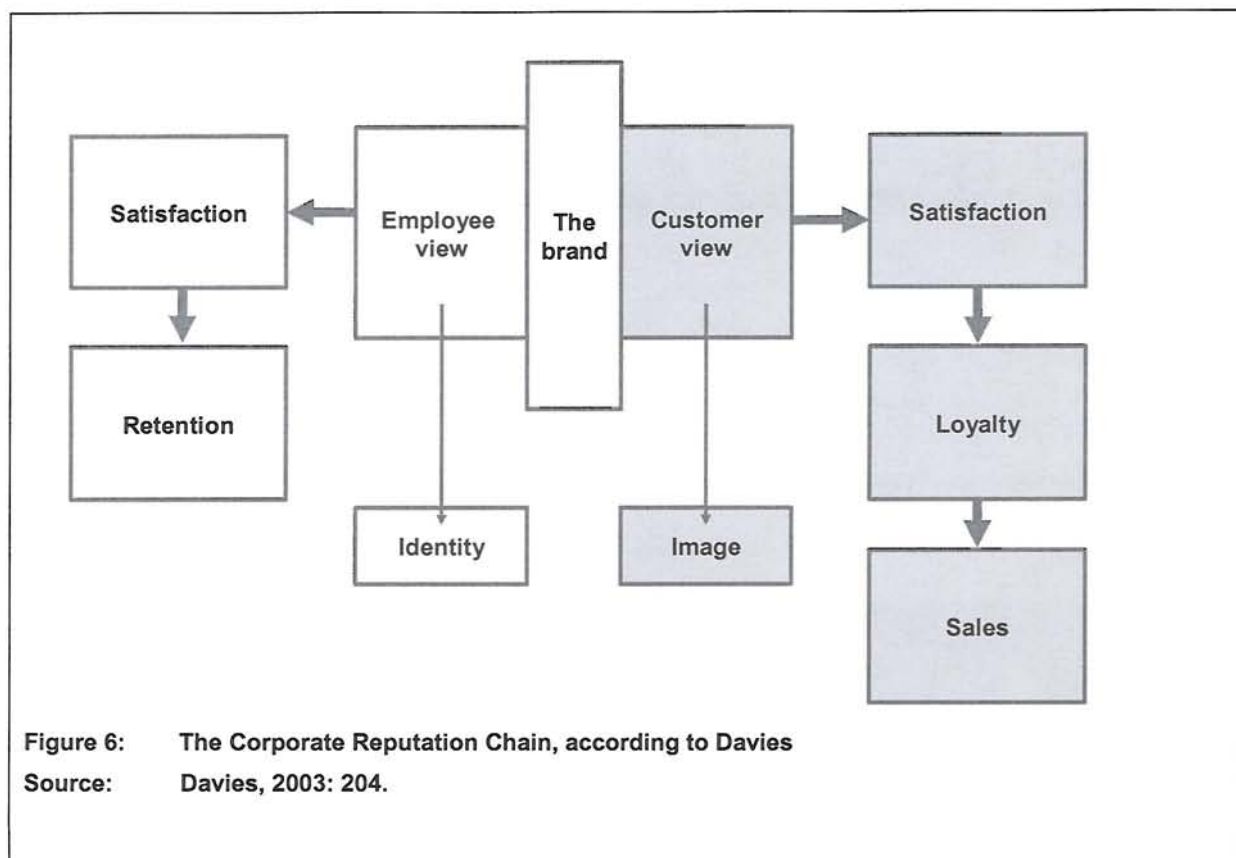 Satisfaction
Employee
view
The
brand
Customer
view
Satisfaction
Retention
Loyalty
Identity
Image
Sales
Figure 6: The Corporate Reputation Chain, according to Davies
Source: Davies, 2003: 204.